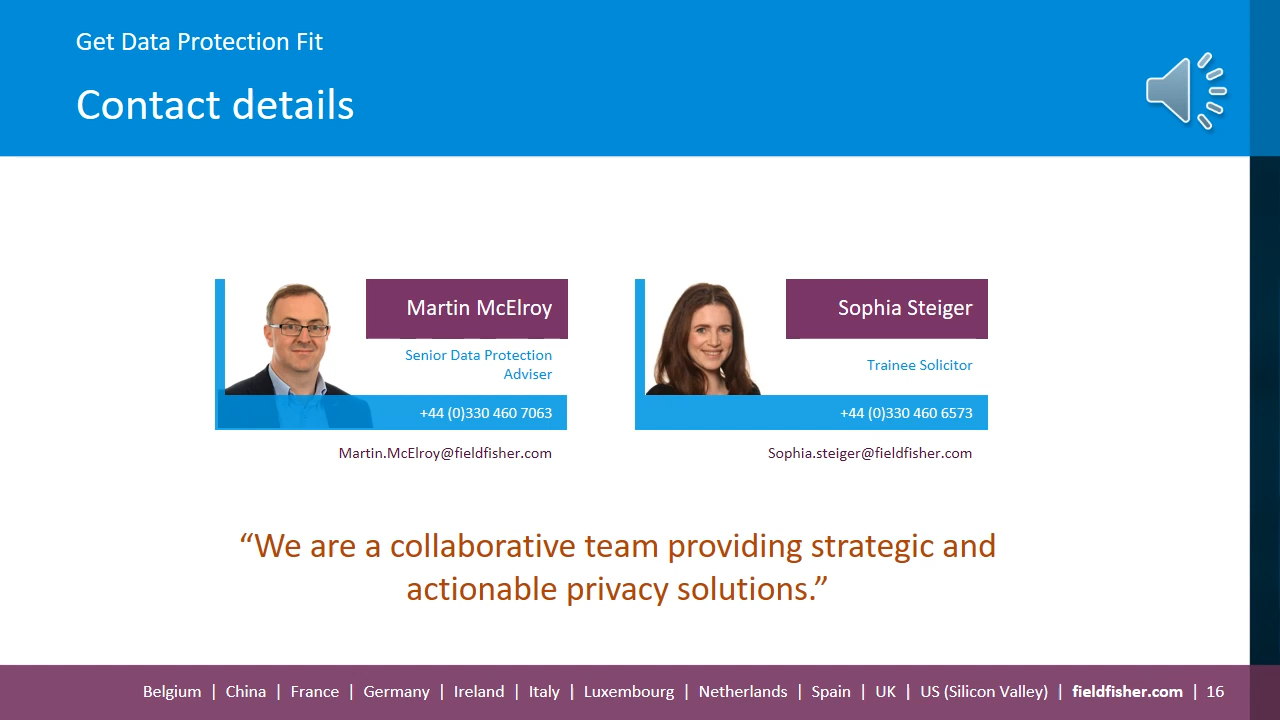 Get Data Protection Fit
Contact details
Martin McElroy
Senior Data Protection
Adviser
+44 (0)330 460 7063
Martin.McElroy@fieldfisher.com
Sophia Steiger
Trainee Solicitor
+44 (0)330 460 6573
Sophia.steiger@fieldfisher.com
“We are a collaborative team providing strategic and
actionable privacy solutions.”
Belgium | China | France | Germany | Ireland | Italy | Luxembourg | Netherlands | Spain | UK | US (Silicon Valley) | fieldfisher.com | 16